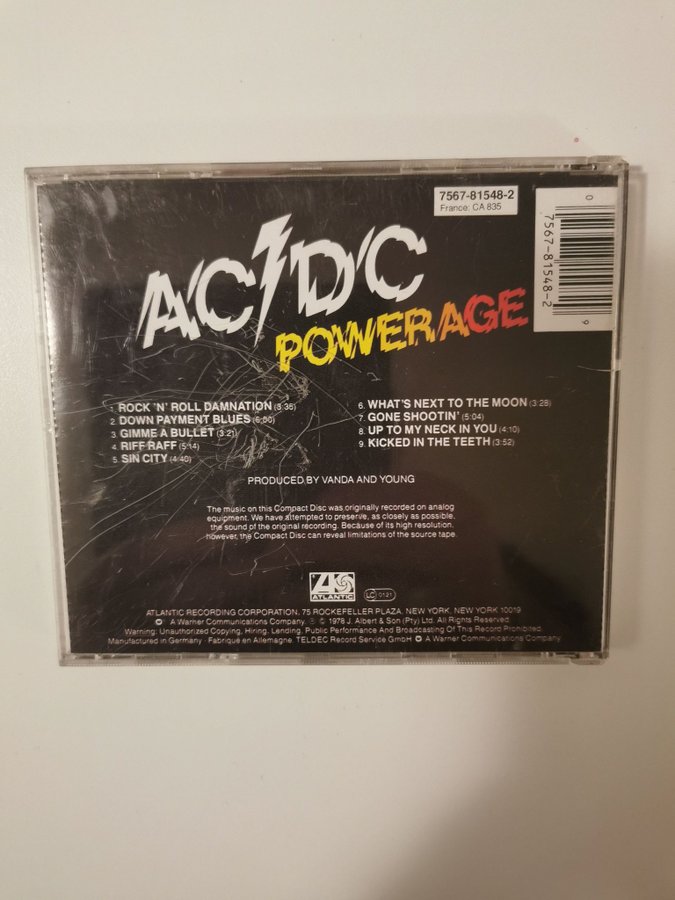 7567-81548-2
France: CA 835
0
7567-81548-2
9
AC/DC
POWERAGE
1. ROCK 'N' ROLL DAMNATION (3:35)
2. DOWN PAYMENT BLUES (6:00)
3. GIMME A BULLET (3:21)
4. RIFF RAFF (5:14)
5. SIN CITY (4:40)
6. WHAT'S NEXT TO THE MOON (3:28)
7. GONE SHOOTIN' (5:04)
8. UP TO MY NECK IN YOU (4:10)
9. KICKED IN THE TEETH (3:52)
PRODUCED BY VANDA AND YOUNG
The music on this Compact Disc was originally recorded on analog
equipment. We have attempted to preserve, as closely as possible,
the sound of the original recording. Because of its high resolution,
however, the Compact Disc can reveal limitations of the source tape.
ATLANTIC
LC 0121
ATLANTIC RECORDING CORPORATION, 75 ROCKEFELLER PLAZA, NEW YORK, NEW YORK 10019
A Warner Communications Company. ℗ © 1978 J. Albert & Son (Pty) Ltd. All Rights Reserved.
Warning: Unauthorized Copying, Hiring, Lending, Public Performance And Broadcasting Of This Record Prohibited.
Manufactured in Germany · Fabriqué en Allemagne. TELDEC Record Service GmbH A Warner Communications Company